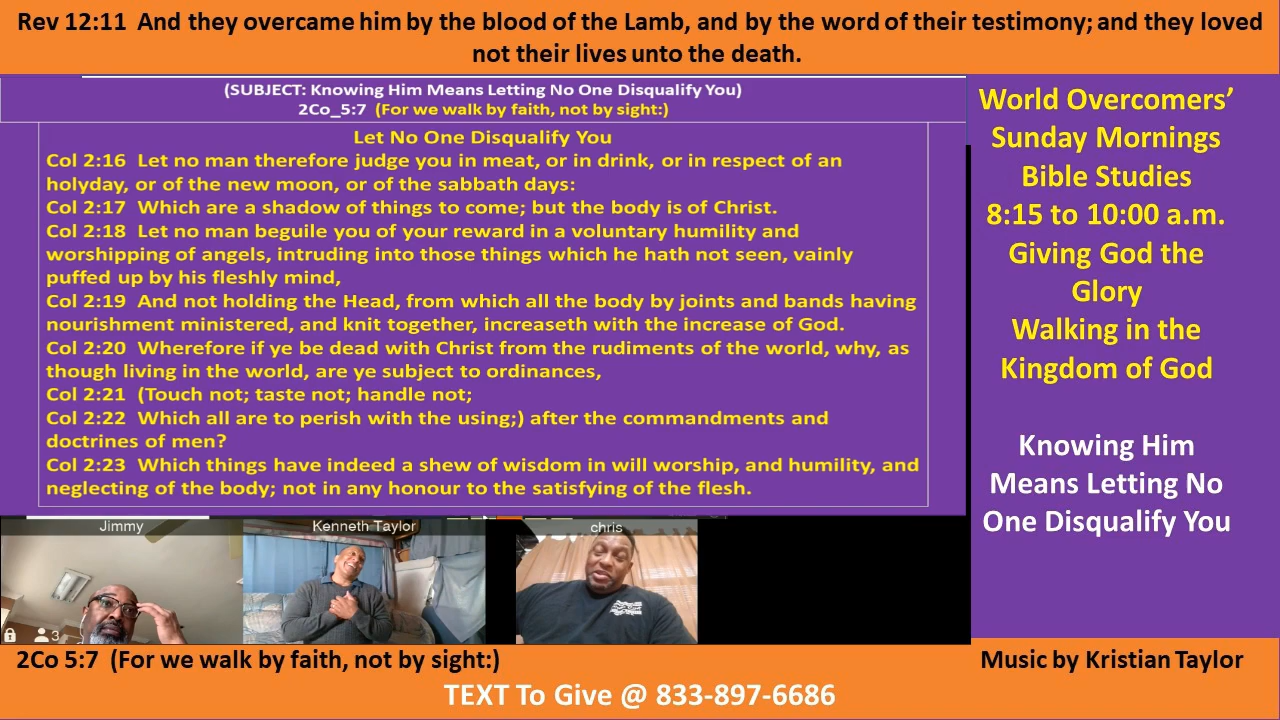 Rev 12:11  And they overcame him by the blood of the Lamb, and by the word of their testimony; and they loved
not their lives unto the death.
(SUBJECT: Knowing Him Means Letting No One Disqualify You)
2Co_5:7  (For we walk by faith, not by sight:)
Let No One Disqualify You
Col 2:16  Let no man therefore judge you in meat, or in drink, or in respect of an
holyday, or of the new moon, or of the sabbath days:
Col 2:17  Which are a shadow of things to come; but the body is of Christ.
Col 2:18  Let no man beguile you of your reward in a voluntary humility and
worshipping of angels, intruding into those things which he hath not seen, vainly
puffed up by his fleshly mind,
Col 2:19  And not holding the Head, from which all the body by joints and bands having
nourishment ministered, and knit together, increaseth with the increase of God.
Col 2:20  Wherefore if ye be dead with Christ from the rudiments of the world, why, as
though living in the world, are ye subject to ordinances,
Col 2:21  (Touch not; taste not; handle not;
Col 2:22  Which all are to perish with the using;) after the commandments and
doctrines of men?
Col 2:23  Which things have indeed a shew of wisdom in will worship, and humility, and
neglecting of the body; not in any honour to the satisfying of the flesh.
World Overcomers’
Sunday Mornings
Bible Studies
8:15 to 10:00 a.m.
Giving God the
Glory
Walking in the
Kingdom of God
Knowing Him
Means Letting No
One Disqualify You
Jimmy
Kenneth Taylor
chris
3
2Co 5:7  (For we walk by faith, not by sight:)
Music by Kristian Taylor
TEXT To Give @ 833-897-6686